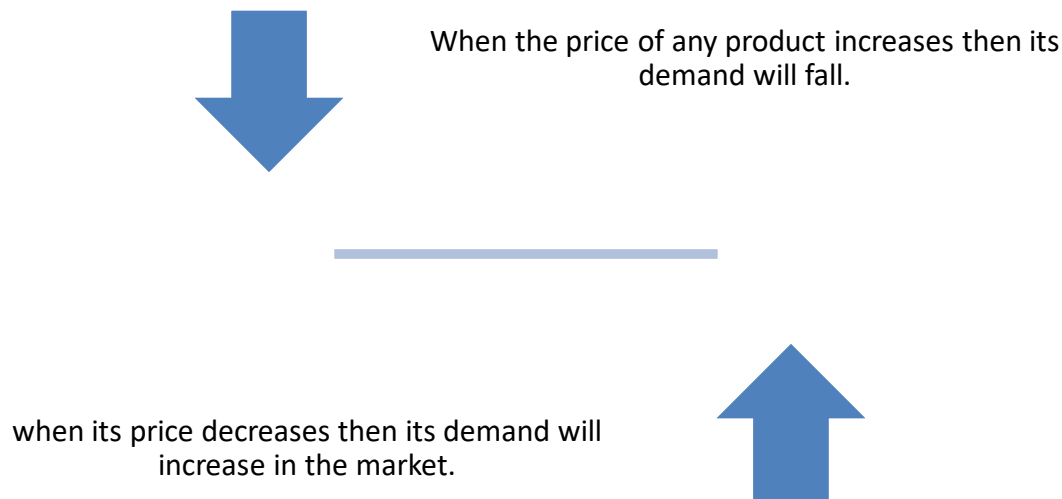 When the price of any product increases then its
demand will fall.
when its price decreases then its demand will
increase in the market.